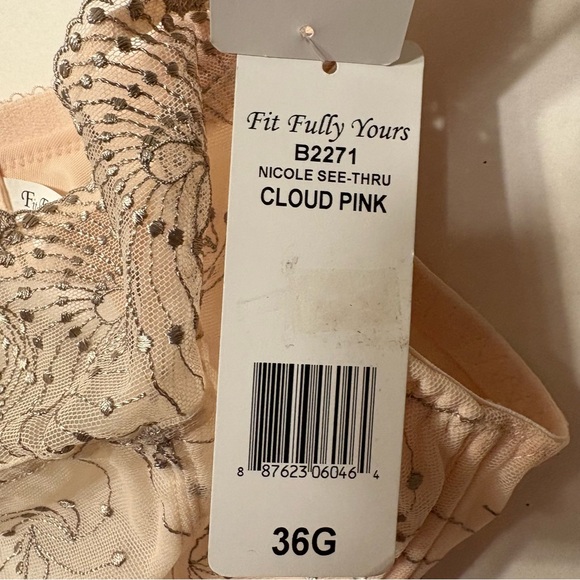 Fit Fully Yours
B2271
NICOLE SEE-THRU
CLOUD PINK
8 87623 06046 4
36G